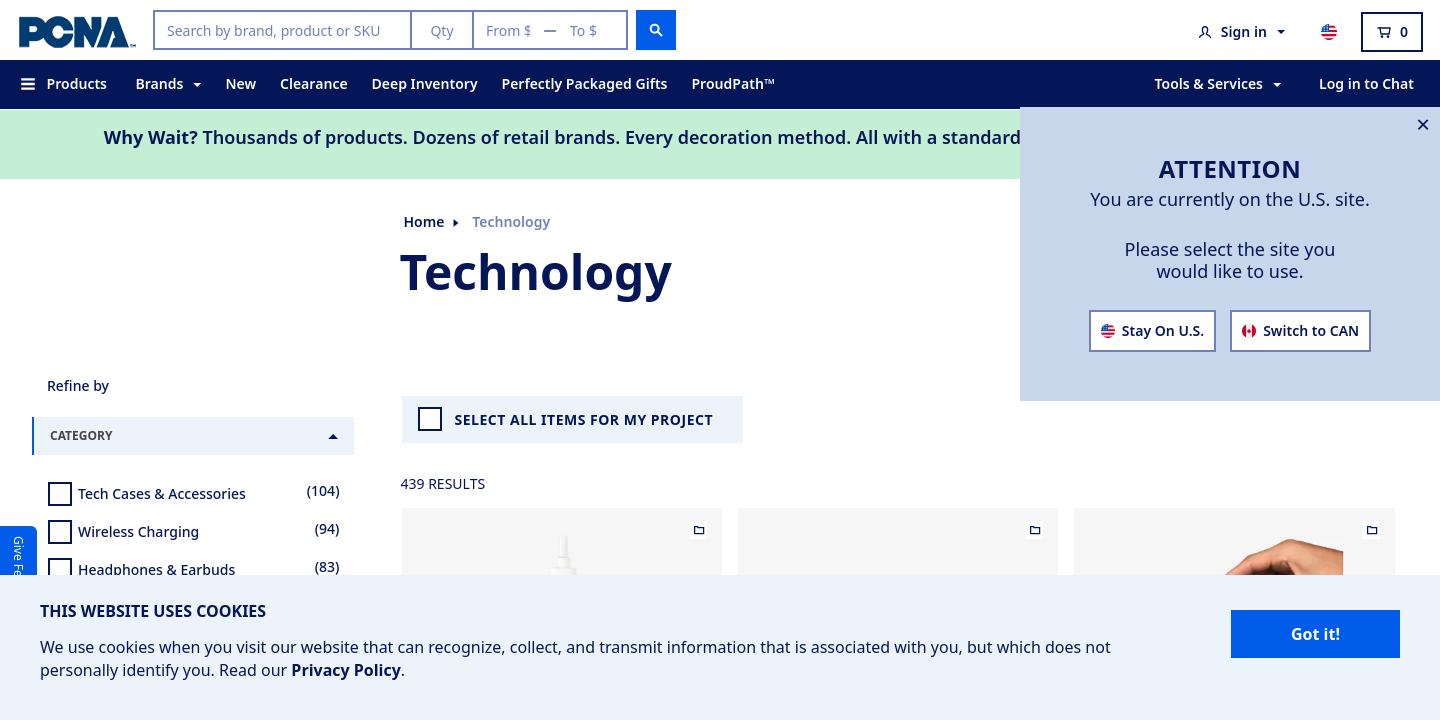 PCNA™
Search by brand, product or SKU
Qty
From $ — To $
Sign in
0
Products
Brands
New
Clearance
Deep Inventory
Perfectly Packaged Gifts
ProudPath™
Tools & Services
Log in to Chat
Why Wait? Thousands of products. Dozens of retail brands. Every decoration method. All with a standard
ATTENTION
You are currently on the U.S. site.
Please select the site you
would like to use.
Stay On U.S.
Switch to CAN
Home
Technology
Technology
Refine by
SELECT ALL ITEMS FOR MY PROJECT
CATEGORY
439 RESULTS
Tech Cases & Accessories (104)
Wireless Charging (94)
Headphones & Earbuds (83)
Give Fe
THIS WEBSITE USES COOKIES
We use cookies when you visit our website that can recognize, collect, and transmit information that is associated with you, but which does not
personally identify you. Read our Privacy Policy.
Got it!